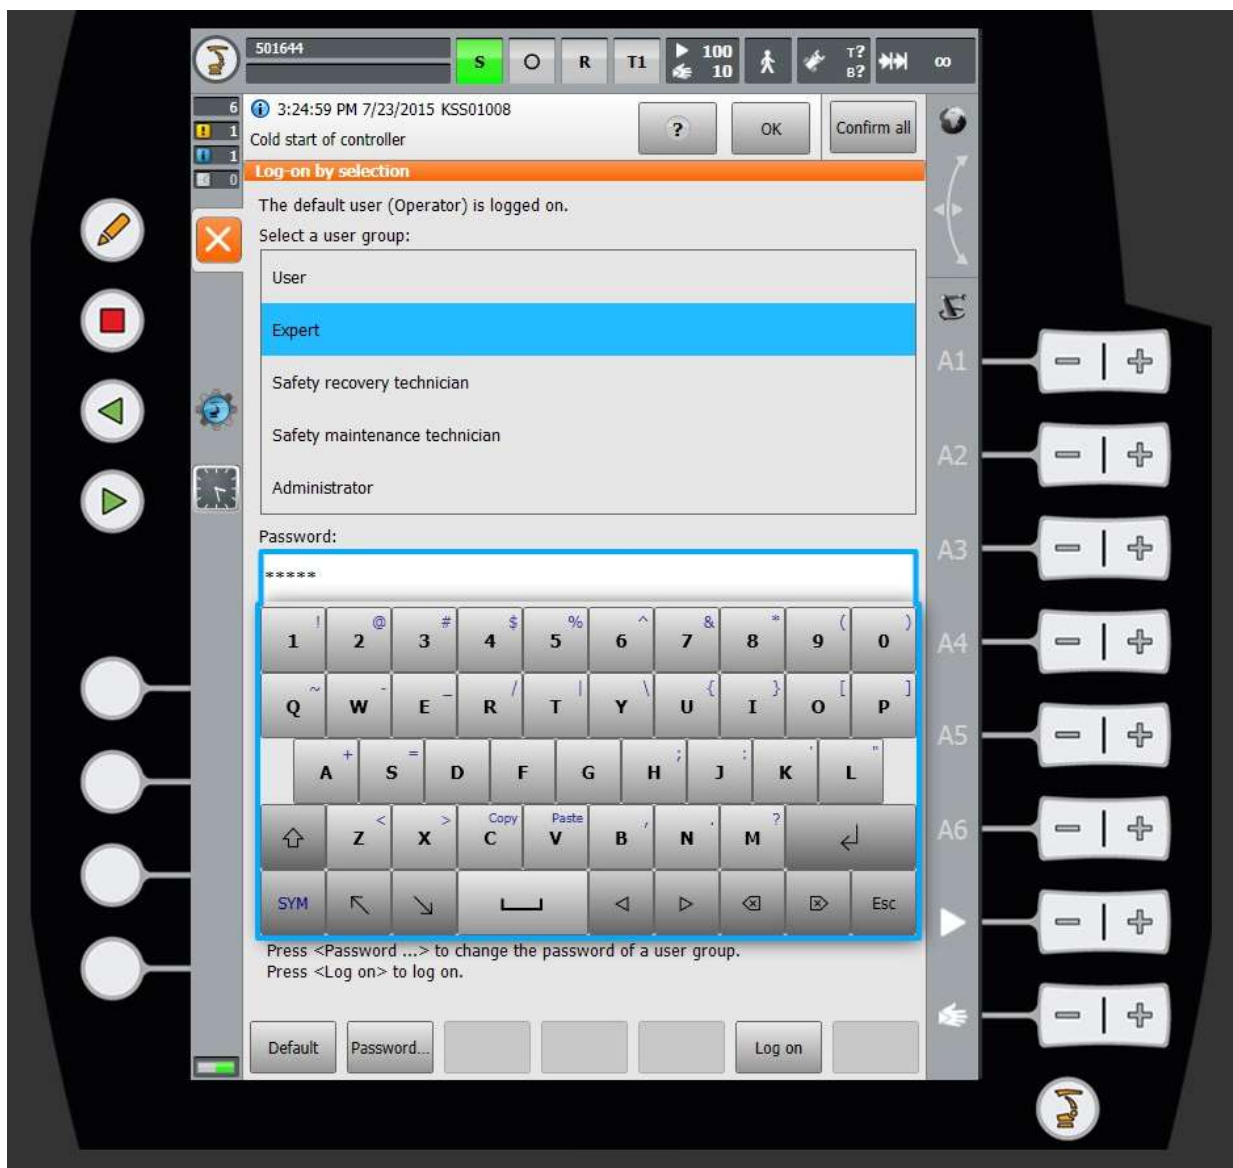 501644
S O R T1 100 10 T? B? ∞
6
1
1
0
3:24:59 PM 7/23/2015 KSS01008
Cold start of controller
? OK Confirm all
Log-on by selection
The default user (Operator) is logged on.
Select a user group:
User
Expert
Safety recovery technician
Safety maintenance technician
Administrator
Password:
*****
! @ # $ % ^ & * ( )
1 2 3 4 5 6 7 8 9 0
~ - _ / | \ { } [ ]
Q W E R T Y U I O P
+ = ; : ' "
A S D F G H J K L
< > Copy Paste , . ?
Z X C V B N M
SYM Esc
Press <Password ...> to change the password of a user group.
Press <Log on> to log on.
Default Password... Log on
A1
A2
A3
A4
A5
A6